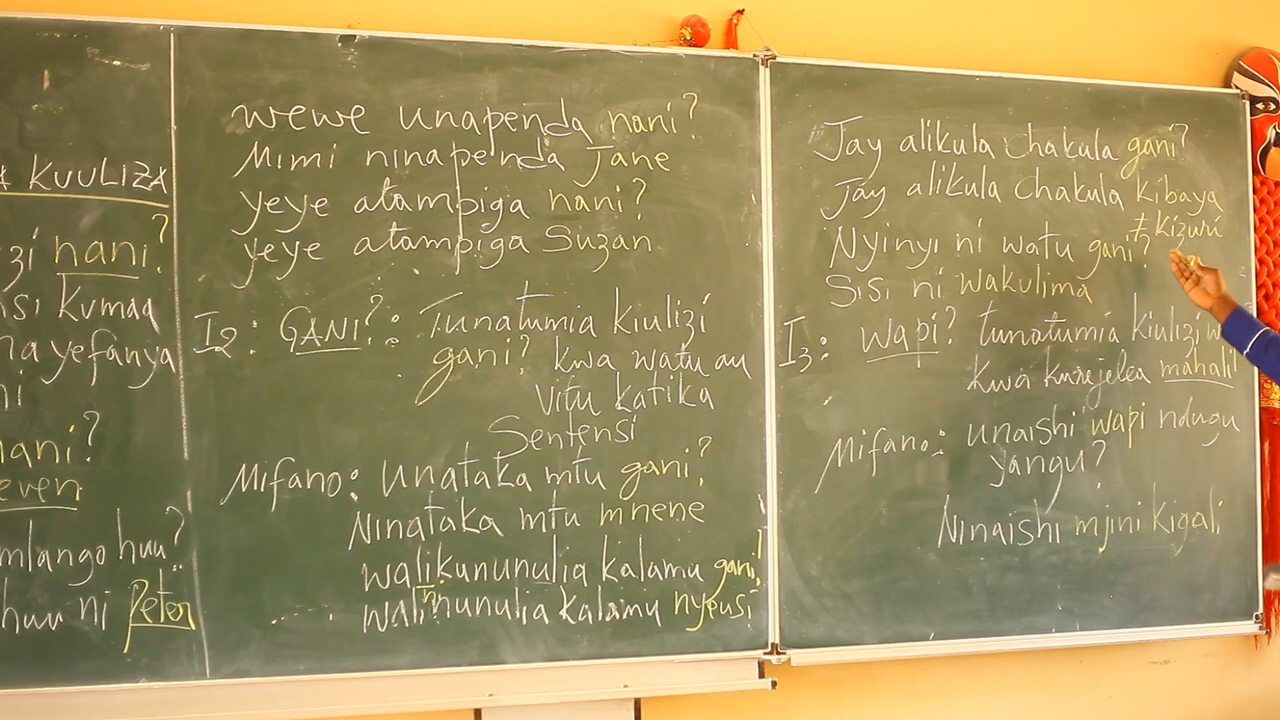 KUULIZA
nani?
kumaa
yefanya
nani?
even
mlango huu?
huu ni Peter
wewe unapenda nani?
Mimi ninapenda Jane
yeye atampiga nani?
yeye atampiga Suzan
I2: GANI?: Tunatumia kiulizi
gani? kwa watu au
vitu katika
Sentensi
Mifano: Unataka mtu gani?
Ninataka mtu mnene
walikununulia kalamu gani?
walininunulia kalamu nyeusi
Jay alikula chakula gani?
Jay alikula chakula kibaya
≠ kizuri
Nyinyi ni watu gani?
Sisi ni wakulima
I3: wapi? tunatumia kiulizi
kwa kurejelea mahali
Mifano: unaishi wapi ndugu
yangu?
Ninaishi mjini kigali